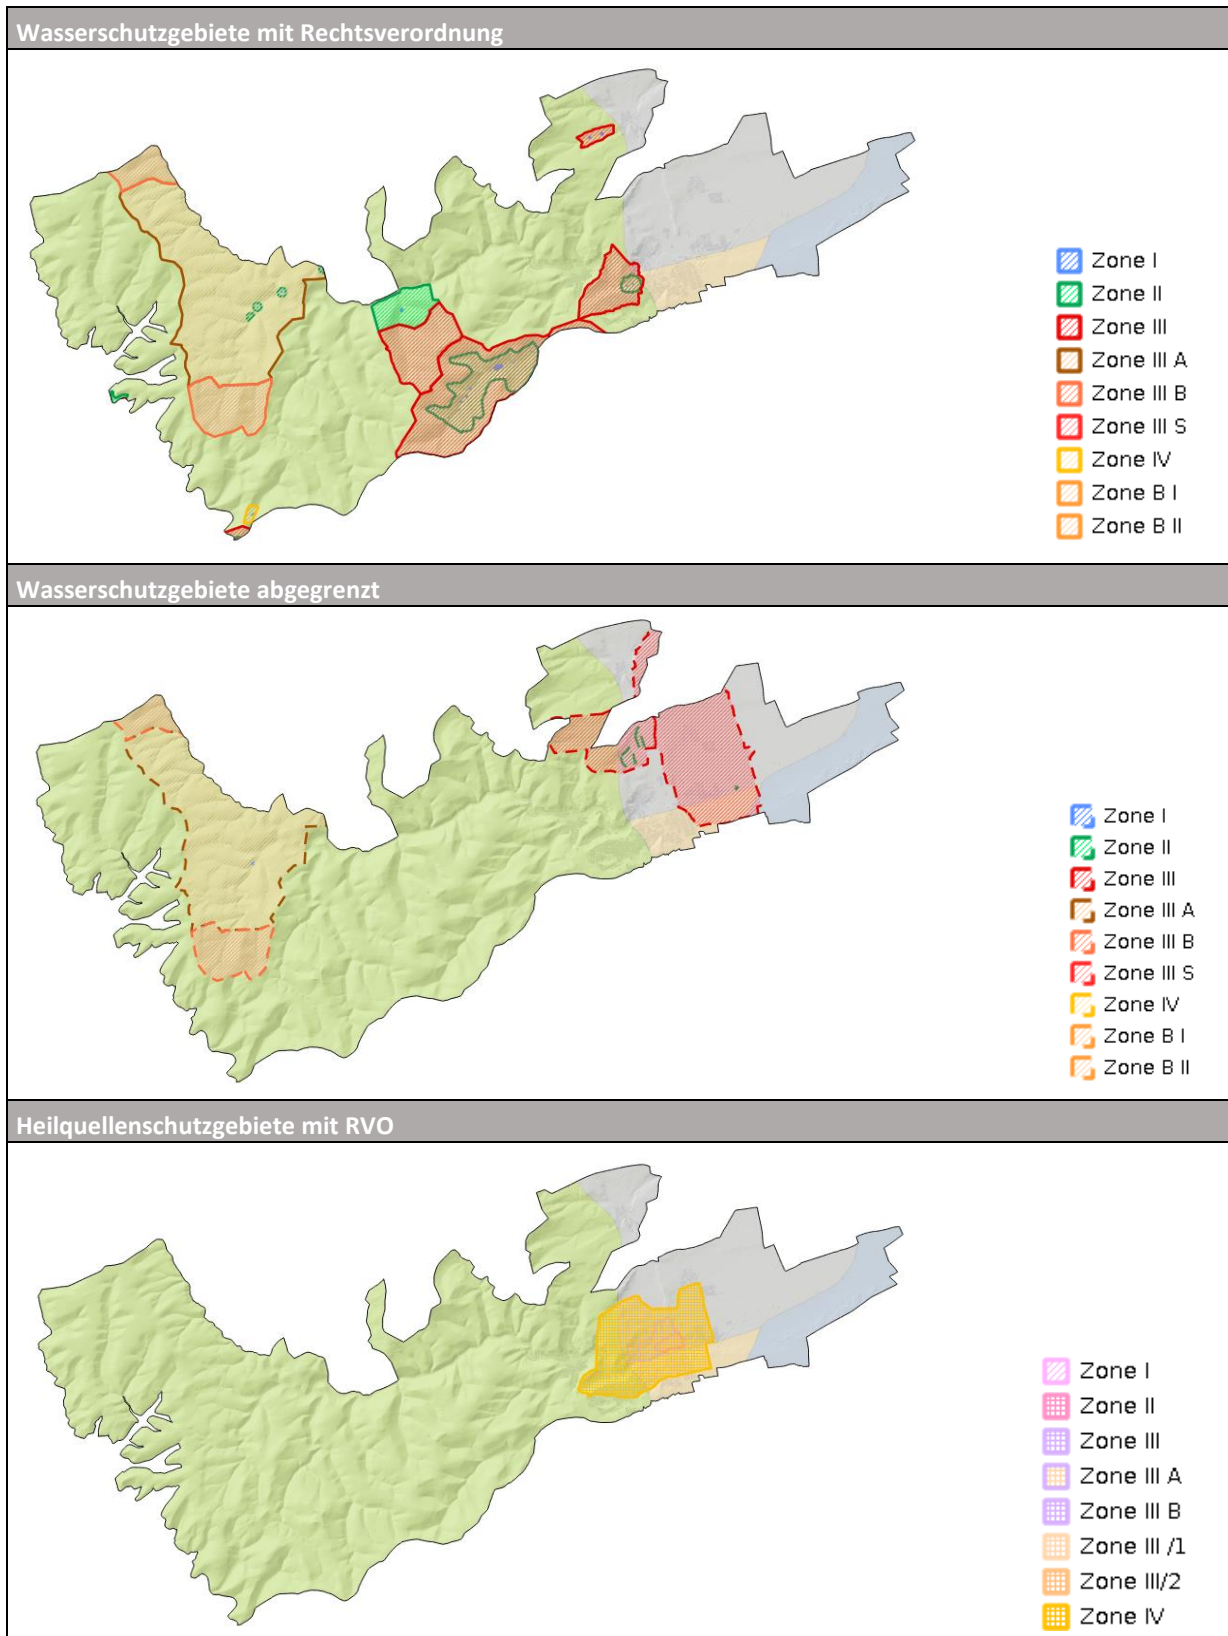 Wasserschutzgebiete mit Rechtsverordnung
Zone I
Zone II
Zone III
Zone III A
Zone III B
Zone III S
Zone IV
Zone B I
Zone B II
Wasserschutzgebiete abgegrenzt
Zone I
Zone II
Zone III
Zone III A
Zone III B
Zone III S
Zone IV
Zone B I
Zone B II
Heilquellenschutzgebiete mit RVO
Zone I
Zone II
Zone III
Zone III A
Zone III B
Zone III /1
Zone III/2
Zone IV